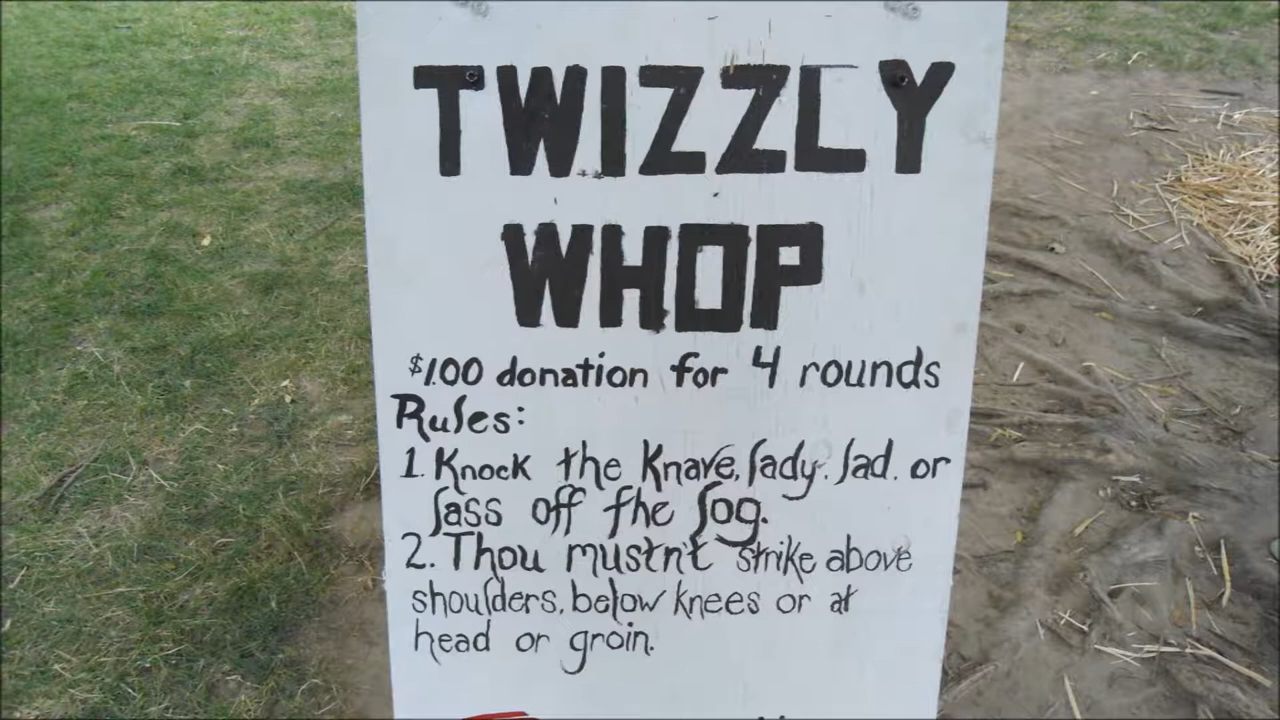 TWIZZLY
WHOP
$1.00 donation for 4 rounds
Rules:
1. Knock the Knave, lady, lad, or
lass off the log.
2. Thou mustn't strike above
shoulders, below knees or at
head or groin.